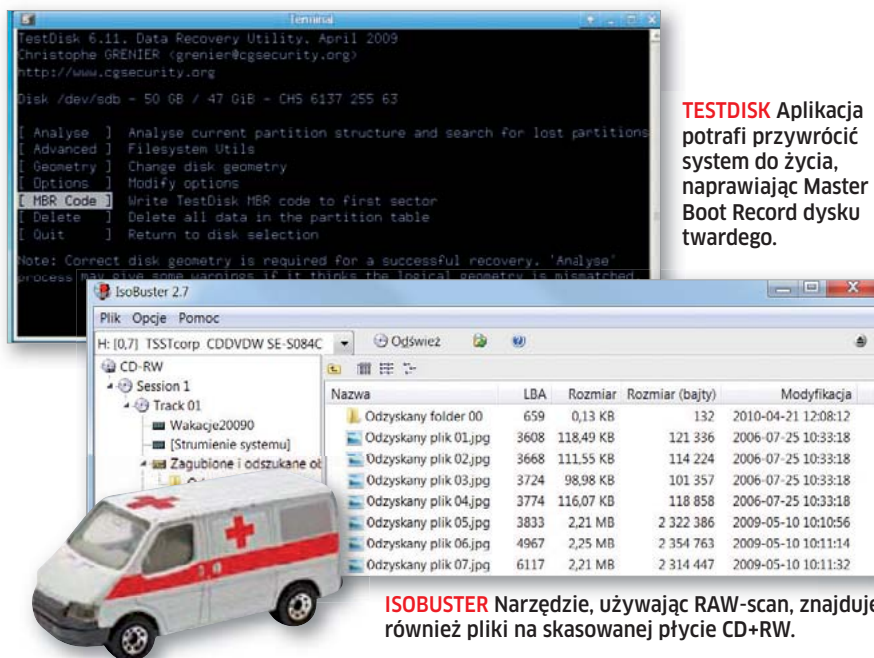 Terminal
TestDisk 6.11. Data Recovery Utility. April 2009
Christophe GRENIER <grenier@cgsecurity.org>
http://www.cgsecurity.org
Disk /dev/sdb - 50 GB / 47 GiB - CHS 6137 255 63
[ Analyse ] Analyse current partition structure and search for lost partitions
[ Advanced ] Filesystem Utils
[ Geometry ] Change disk geometry
[ Options ] Modify options
[ MBR Code ] Write TestDisk MBR code to first sector
[ Delete ] Delete all data in the partition table
[ Quit ] Return to disk selection
Note: Correct disk geometry is required for a successful recovery. 'Analyse'
process may give some warnings if it thinks the logical geometry is mismatched.
TESTDISK Aplikacja
potrafi przywrócić
system do życia,
naprawiając Master
Boot Record dysku
twardego.
IsoBuster 2.7
Plik Opcje Pomoc
H: [0,7] TSSTcorp CDDVDW SE-S084C Odśwież
CD-RW
Session 1
Track 01
Wakacje20090
[Strumienie systemu]
Zagubione i odszukane ob
Nazwa LBA Rozmiar Rozmiar (bajty) Modyfikacja
Odzyskany folder 00 659 0,13 KB 132 2010-04-21 12:08:12
Odzyskany plik 01.jpg 3608 118,49 KB 121 336 2006-07-25 10:33:18
Odzyskany plik 02.jpg 3668 111,55 KB 114 224 2006-07-25 10:33:18
Odzyskany plik 03.jpg 3724 98,98 KB 101 357 2006-07-25 10:33:18
Odzyskany plik 04.jpg 3774 116,07 KB 118 858 2006-07-25 10:33:18
Odzyskany plik 05.jpg 3833 2,21 MB 2 322 386 2009-05-10 10:10:56
Odzyskany plik 06.jpg 4967 2,25 MB 2 354 763 2009-05-10 10:11:14
Odzyskany plik 07.jpg 6117 2,21 MB 2 314 447 2009-05-10 10:11:32
ISOBUSTER Narzędzie, używając RAW-scan, znajduje
również pliki na skasowanej płycie CD+RW.